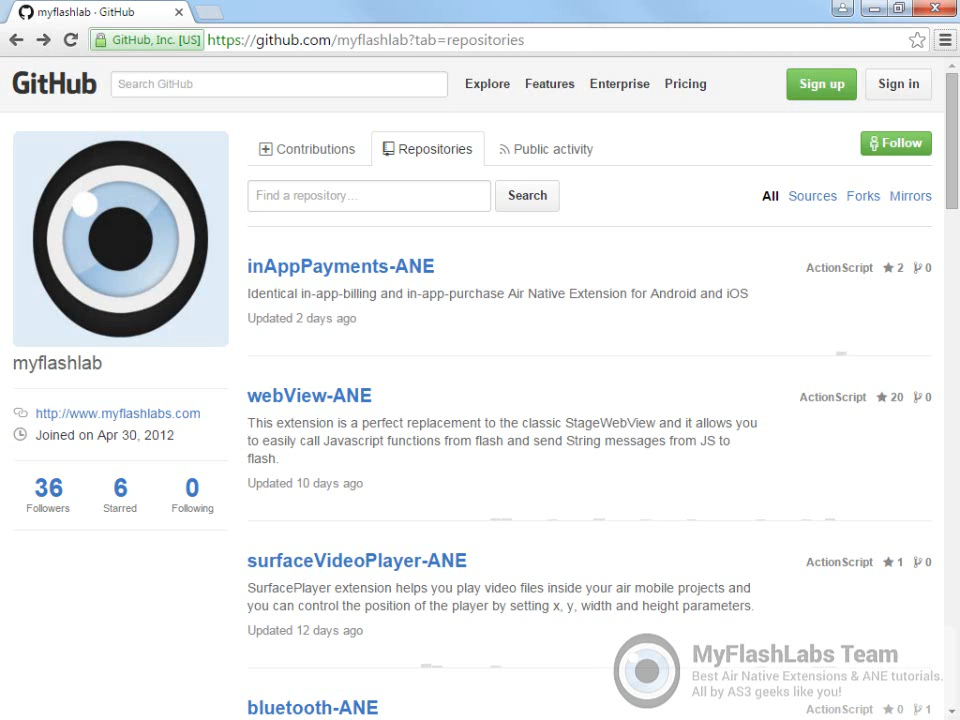 myflashlab · GitHub
GitHub, Inc. [US] https://github.com/myflashlab?tab=repositories
GitHub Search GitHub Explore Features Enterprise Pricing Sign up Sign in
Contributions Repositories Public activity Follow
Find a repository... Search All Sources Forks Mirrors
inAppPayments-ANE ActionScript 2 0
Identical in-app-billing and in-app-purchase Air Native Extension for Android and iOS
Updated 2 days ago
myflashlab
http://www.myflashlabs.com
Joined on Apr 30, 2012
36 6 0
Followers Starred Following
webView-ANE ActionScript 20 0
This extension is a perfect replacement to the classic StageWebView and it allows you
to easily call Javascript functions from flash and send String messages from JS to
flash.
Updated 10 days ago
surfaceVideoPlayer-ANE ActionScript 1 0
SurfacePlayer extension helps you play video files inside your air mobile projects and
you can control the position of the player by setting x, y, width and height parameters.
Updated 12 days ago
MyFlashLabs Team
Best Air Native Extensions & ANE tutorials.
All by AS3 geeks like you!
bluetooth-ANE ActionScript 0 1